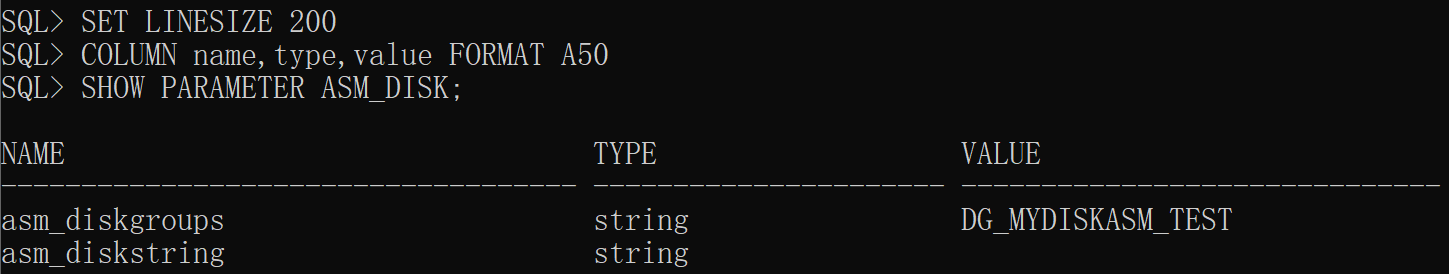 SQL> SET LINESIZE 200
SQL> COLUMN name,type,value FORMAT A50
SQL> SHOW PARAMETER ASM_DISK;
NAME                                 TYPE                   VALUE
------------------------------------ ---------------------- ------------------------------
asm_diskgroups                       string                 DG_MYDISKASM_TEST
asm_diskstring                       string